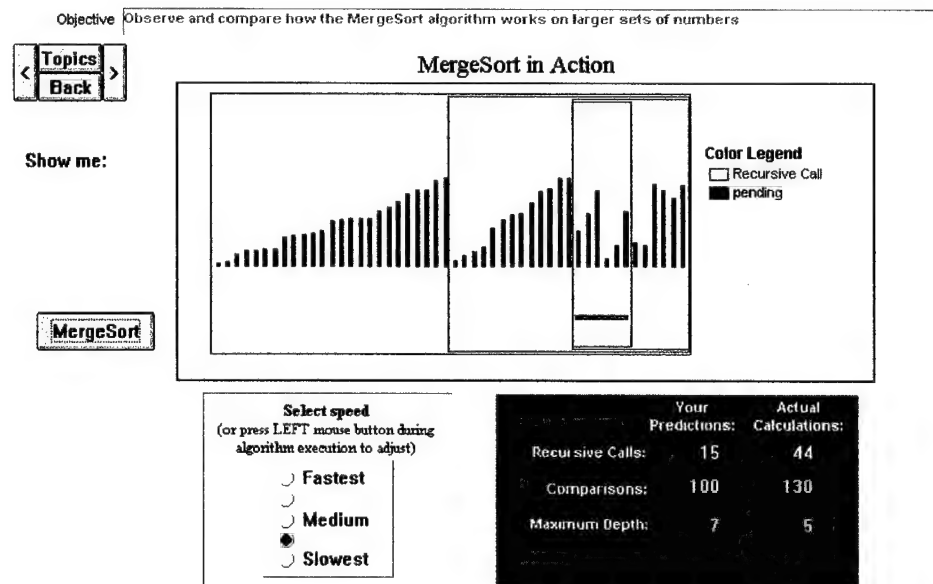 Objective Observe and compare how the MergeSort algorithm works on larger sets of numbers
< Topics >
Back
MergeSort in Action
Show me:
Color Legend
Recursive Call
pending
MergeSort
Select speed
(or press LEFT mouse button during
algorithm execution to adjust)
Fastest
Medium
Slowest
Your Actual
Predictions: Calculations:
Recursive Calls: 15 44
Comparisons: 100 130
Maximum Depth: 7 5